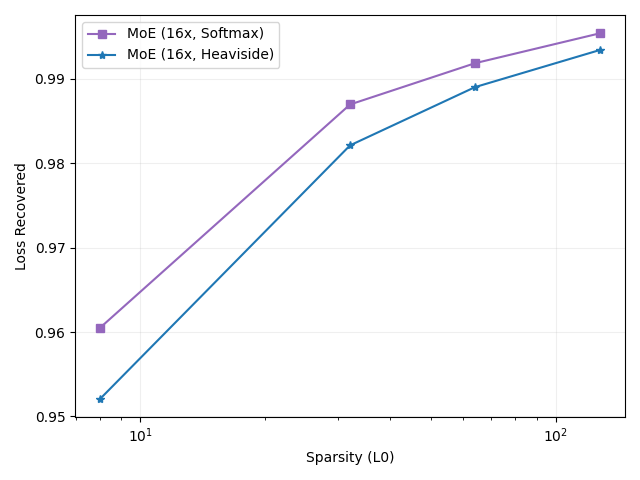 MoE (16x, Softmax)
MoE (16x, Heaviside)
0.99
0.98
0.97
0.96
0.95
Loss Recovered
10¹
10²
Sparsity (L0)